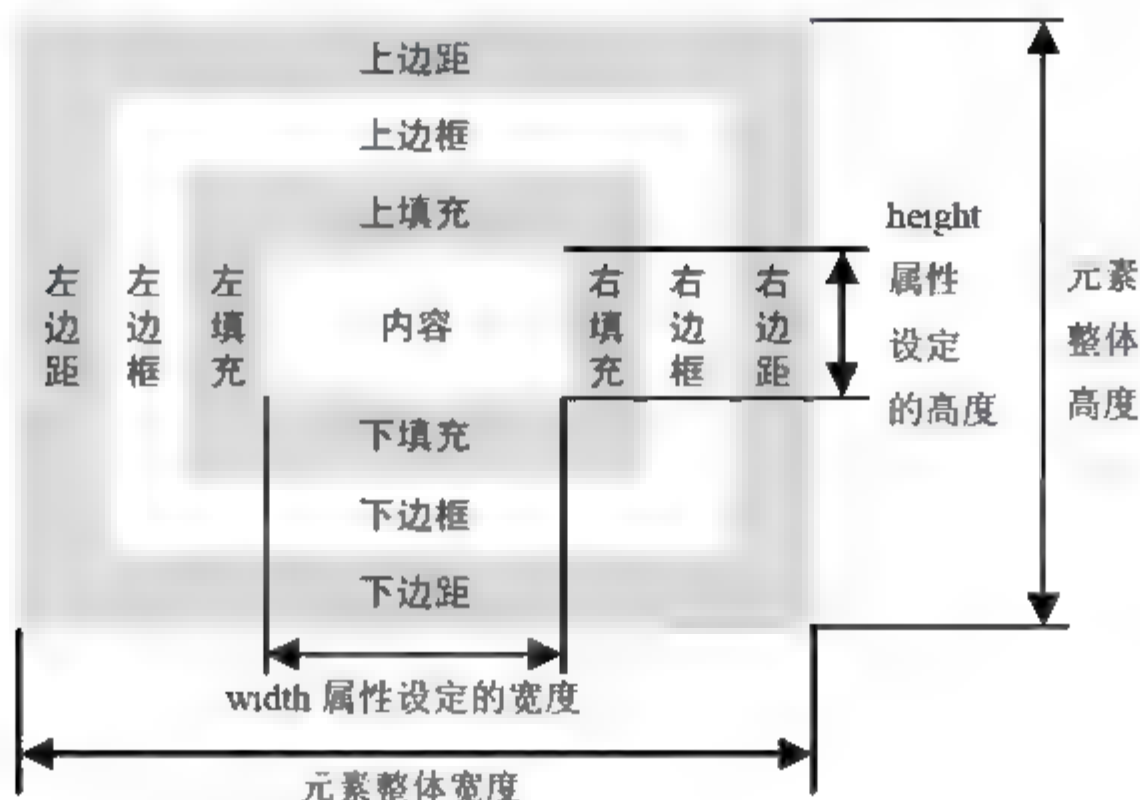 上边距
上边框
上填充
左边距
左边框
左填充
内容
右填充
右边框
右边距
height
属性
设定
的高度
元素
整体
高度
下填充
下边框
下边距
width 属性设定的宽度
元素整体宽度